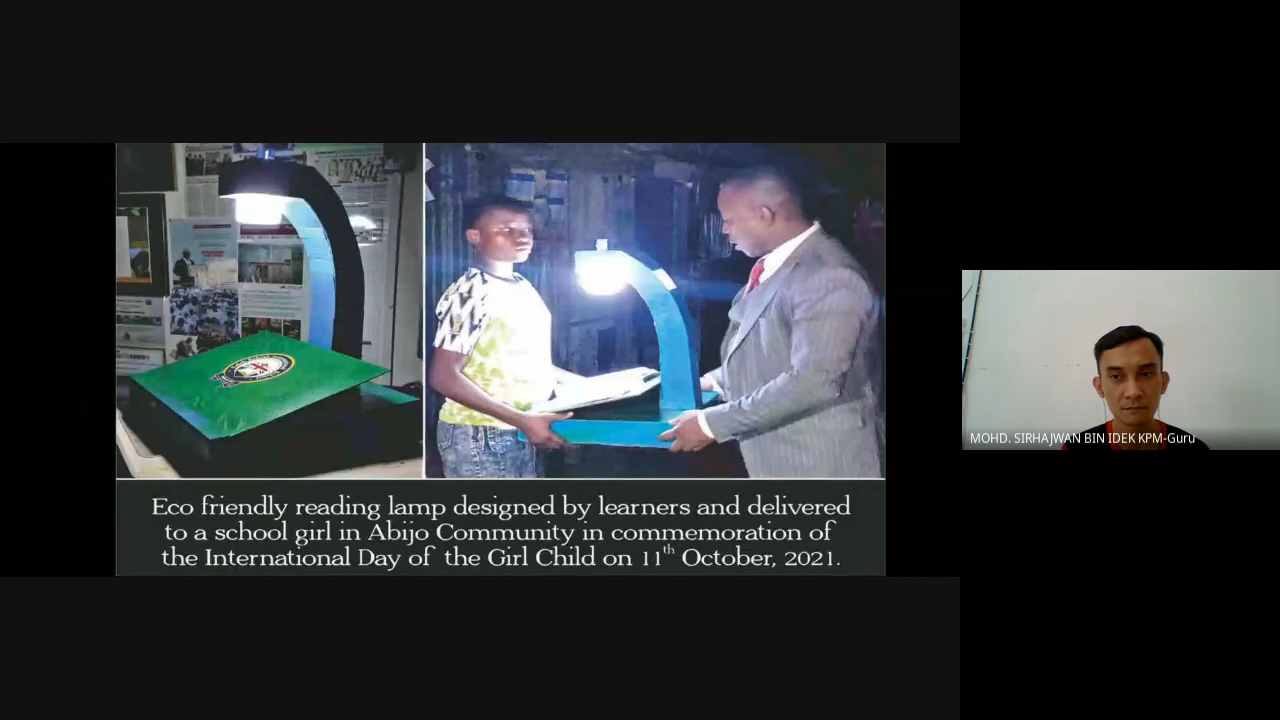 Eco friendly reading lamp designed by learners and delivered
to a school girl in Abijo Community in commemoration of
the International Day of the Girl Child on 11th October, 2021.
MOHD. SIRHAJWAN BIN IDEK KPM-Guru